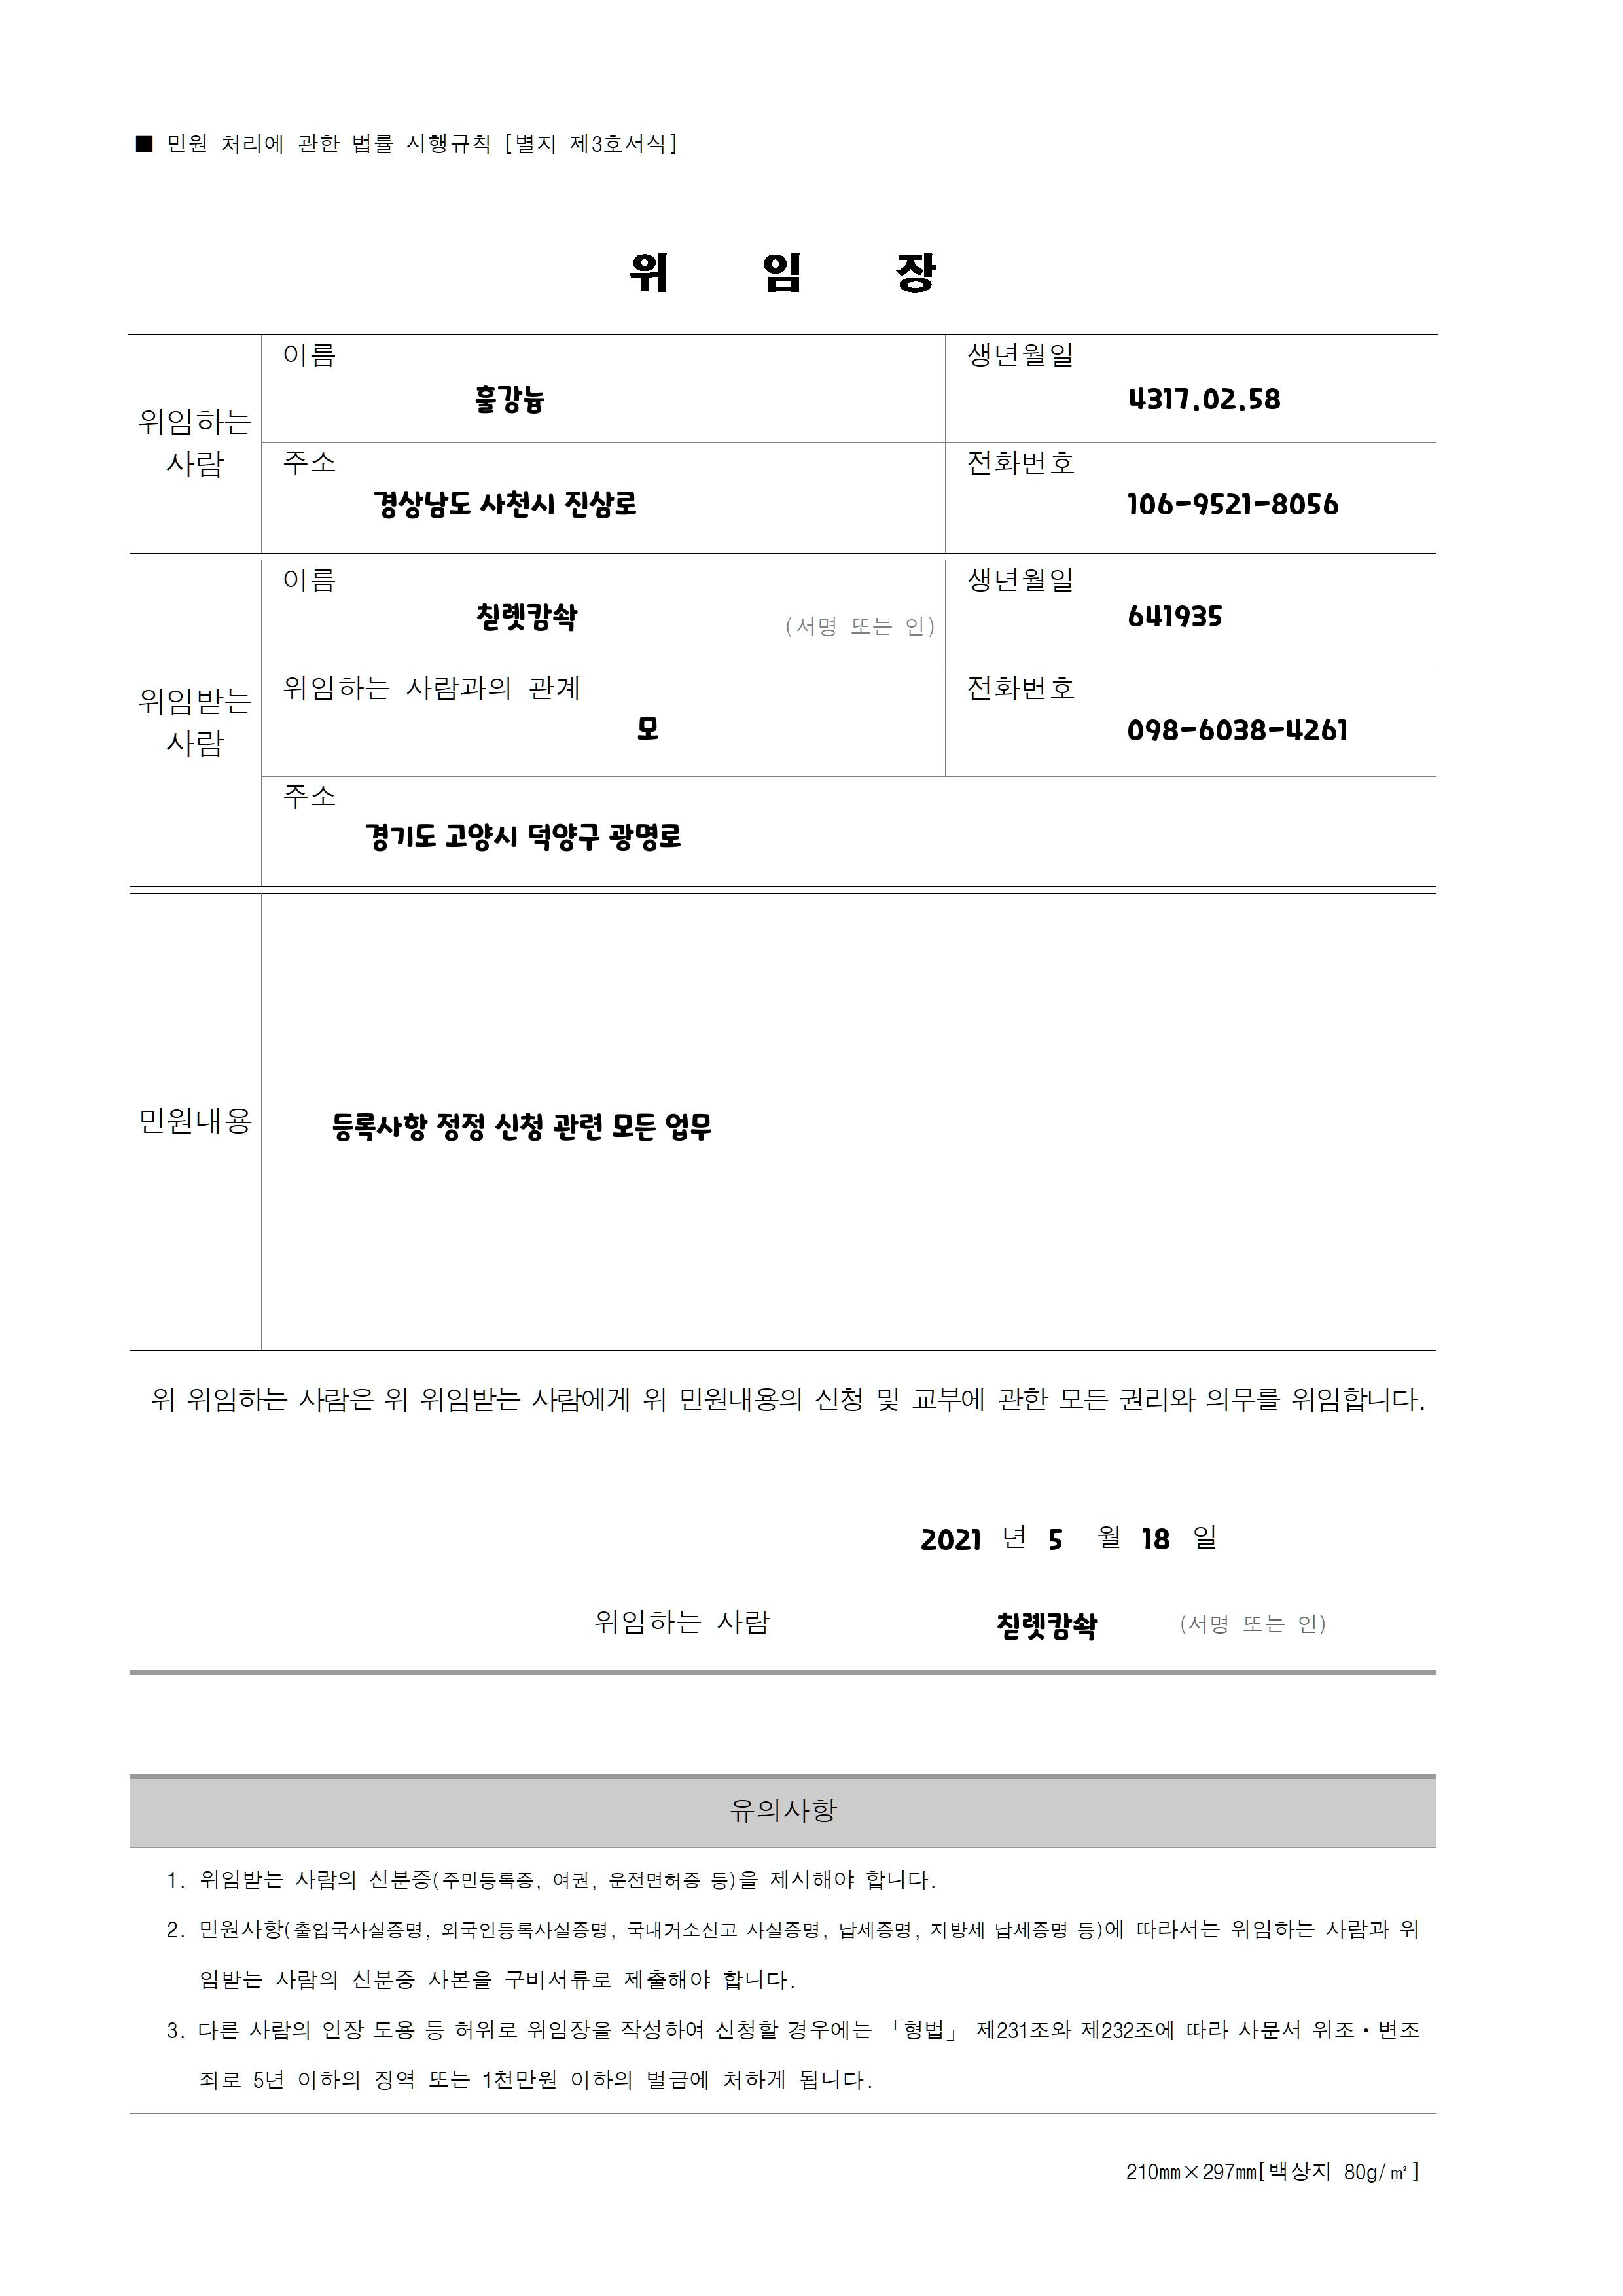 ■ 민원 처리에 관한 법률 시행규칙 [별지 제3호서식]
위 임 장
위임하는 사람
이름
훌강늏
생년월일
4317.02.58
주소
경상남도 사천시 진삼로
전화번호
106-9521-8056
위임받는 사람
이름
(서명 또는 인)
생년월일
641935
위임하는 사람과의 관계
모
전화번호
098-6038-4261
주소
경기도 고양시 덕양구 광명로
민원내용
등록사항 정정 신청 관련 모든 업무
위 위임하는 사람은 위 위임받는 사람에게 위 민원내용의 신청 및 교부에 관한 모든 권리와 의무를 위임합니다.
2021 년 5 월 18 일
위임하는 사람 (서명 또는 인)
유의사항
1. 위임받는 사람의 신분증(주민등록증, 여권, 운전면허증 등)을 제시해야 합니다.
2. 민원사항(출입국사실증명, 외국인등록사실증명, 국내거소신고 사실증명, 납세증명, 지방세 납세증명 등)에 따라서는 위임하는 사람과 위
임받는 사람의 신분증 사본을 구비서류로 제출해야 합니다.
3. 다른 사람의 인장 도용 등 허위로 위임장을 작성하여 신청할 경우에는 「형법」 제231조와 제232조에 따라 사문서 위조·변조
죄로 5년 이하의 징역 또는 1천만원 이하의 벌금에 처하게 됩니다.
210㎜×297㎜[백상지 80g/㎡]